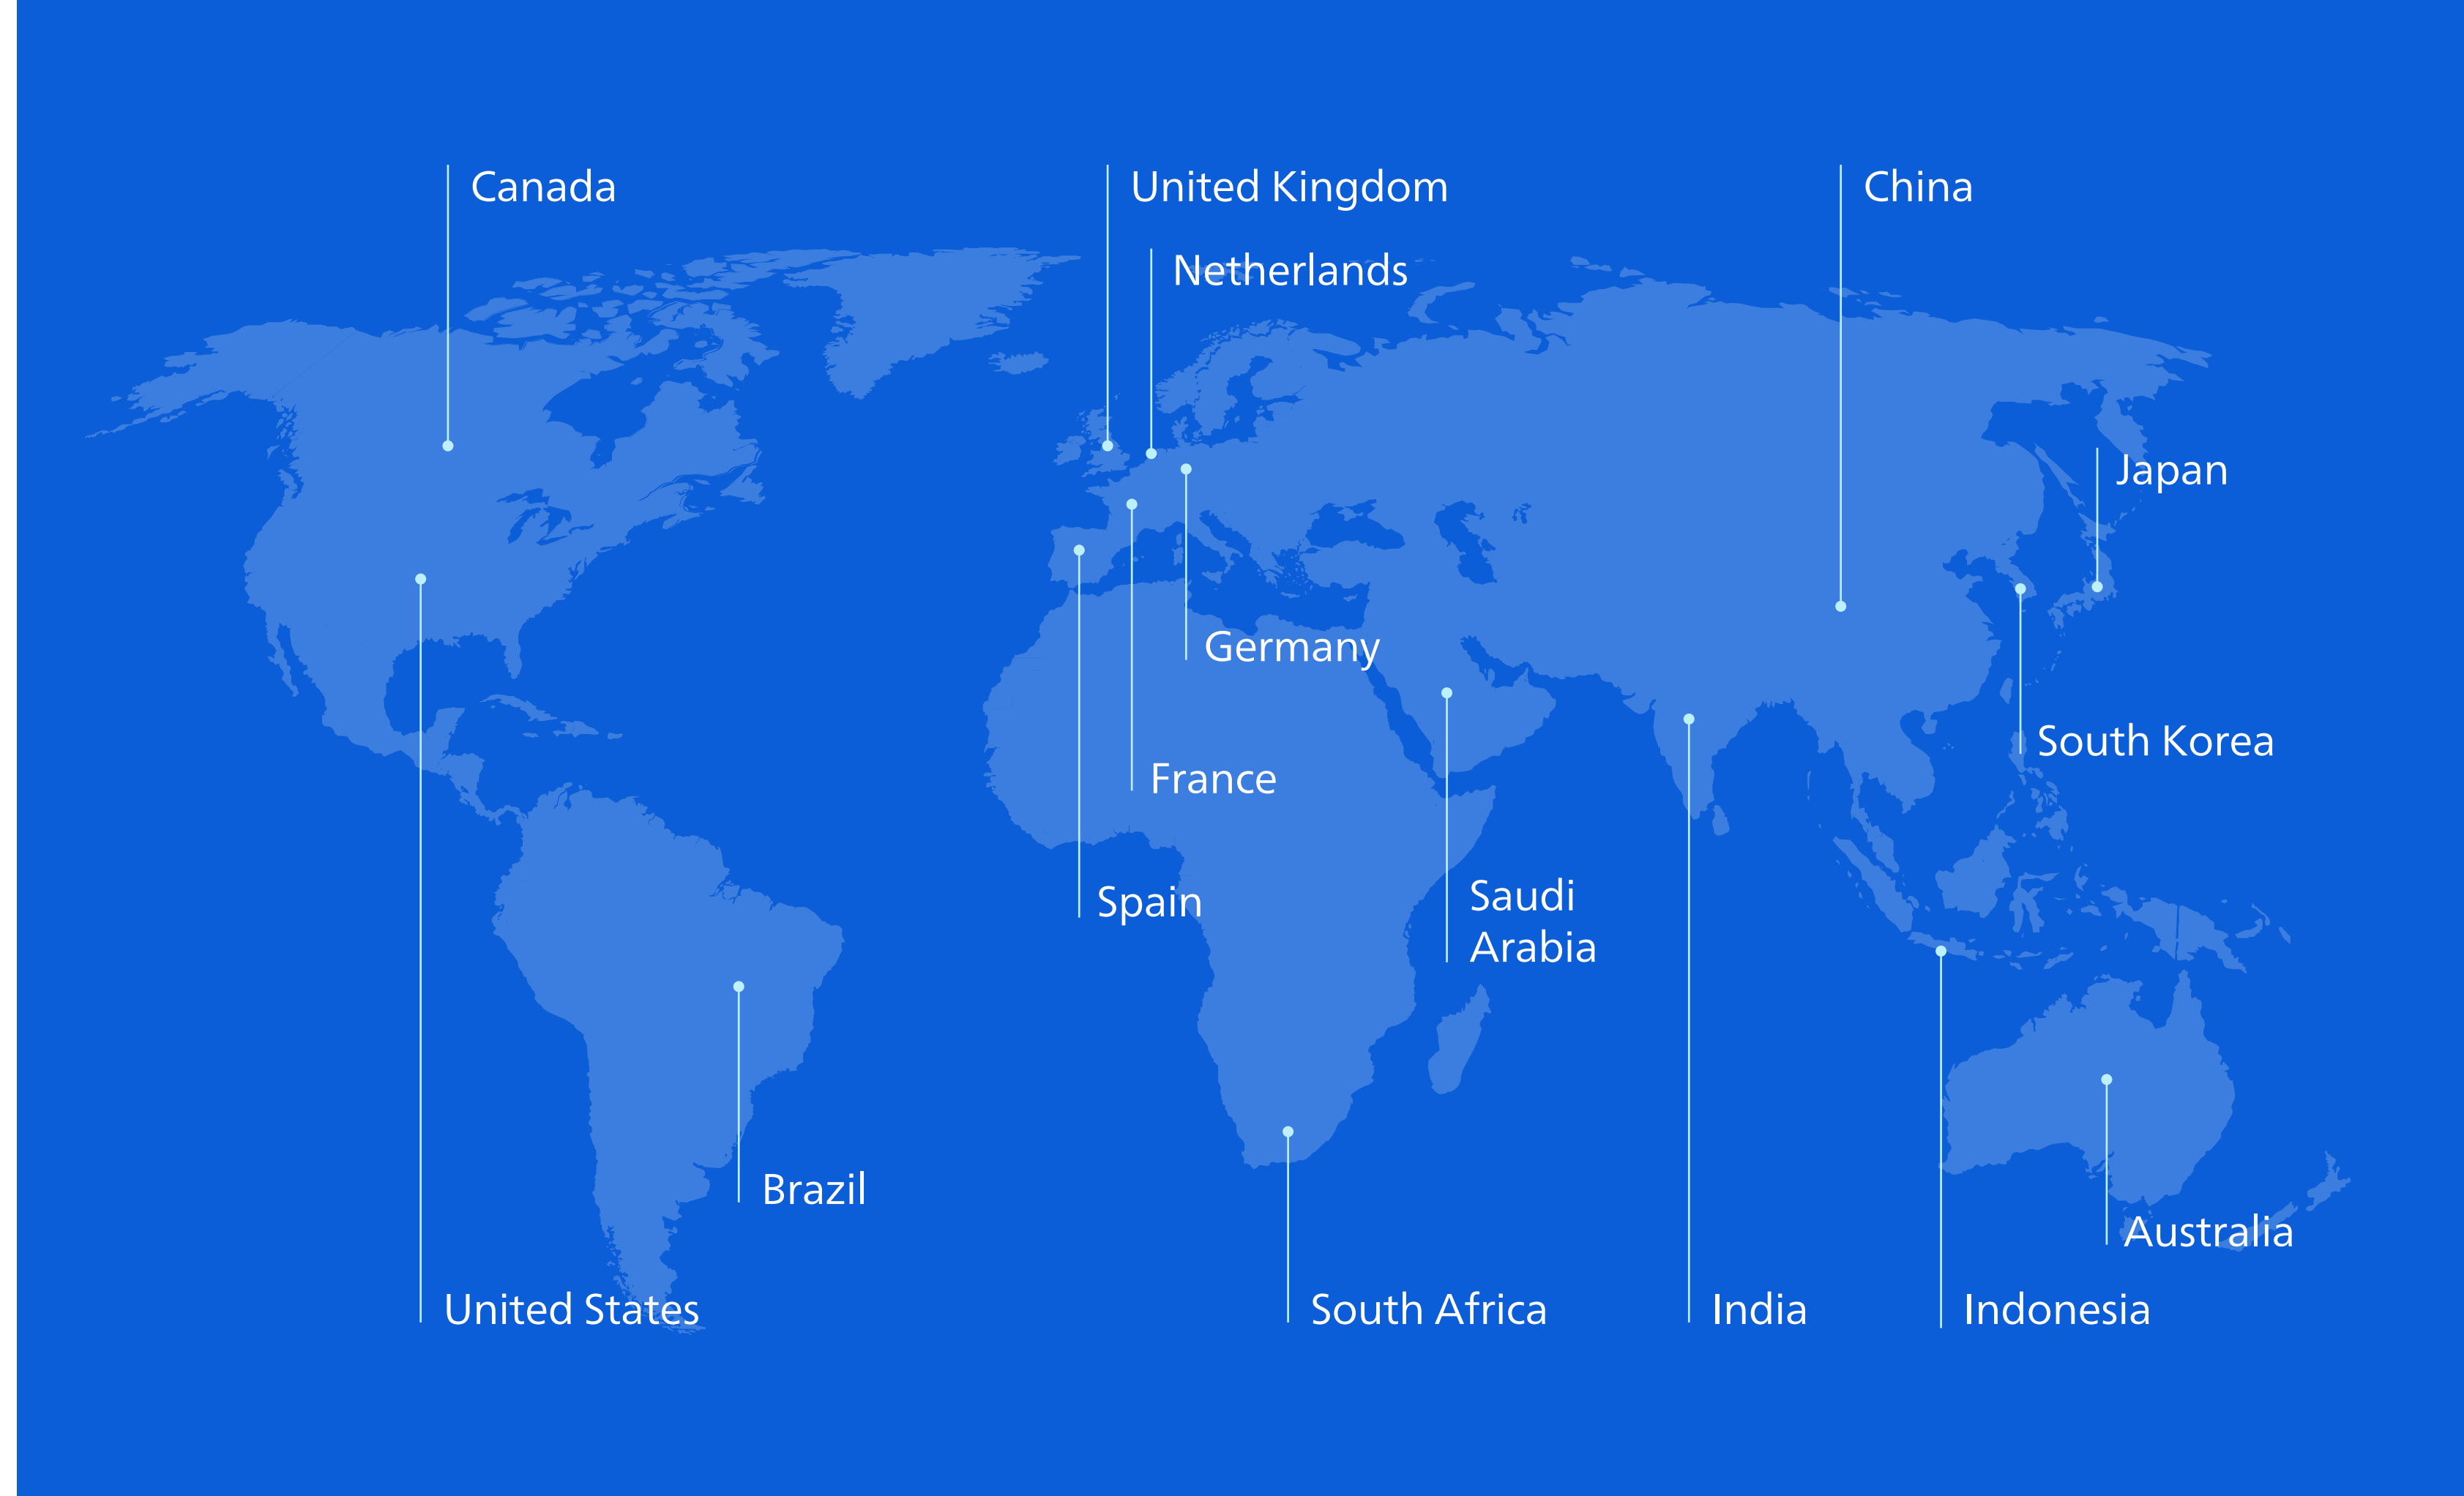 Canada
United Kingdom
China
Netherlands
Japan
Germany
South Korea
France
Spain
Saudi
Arabia
Brazil
Australia
United States
South Africa
India
Indonesia